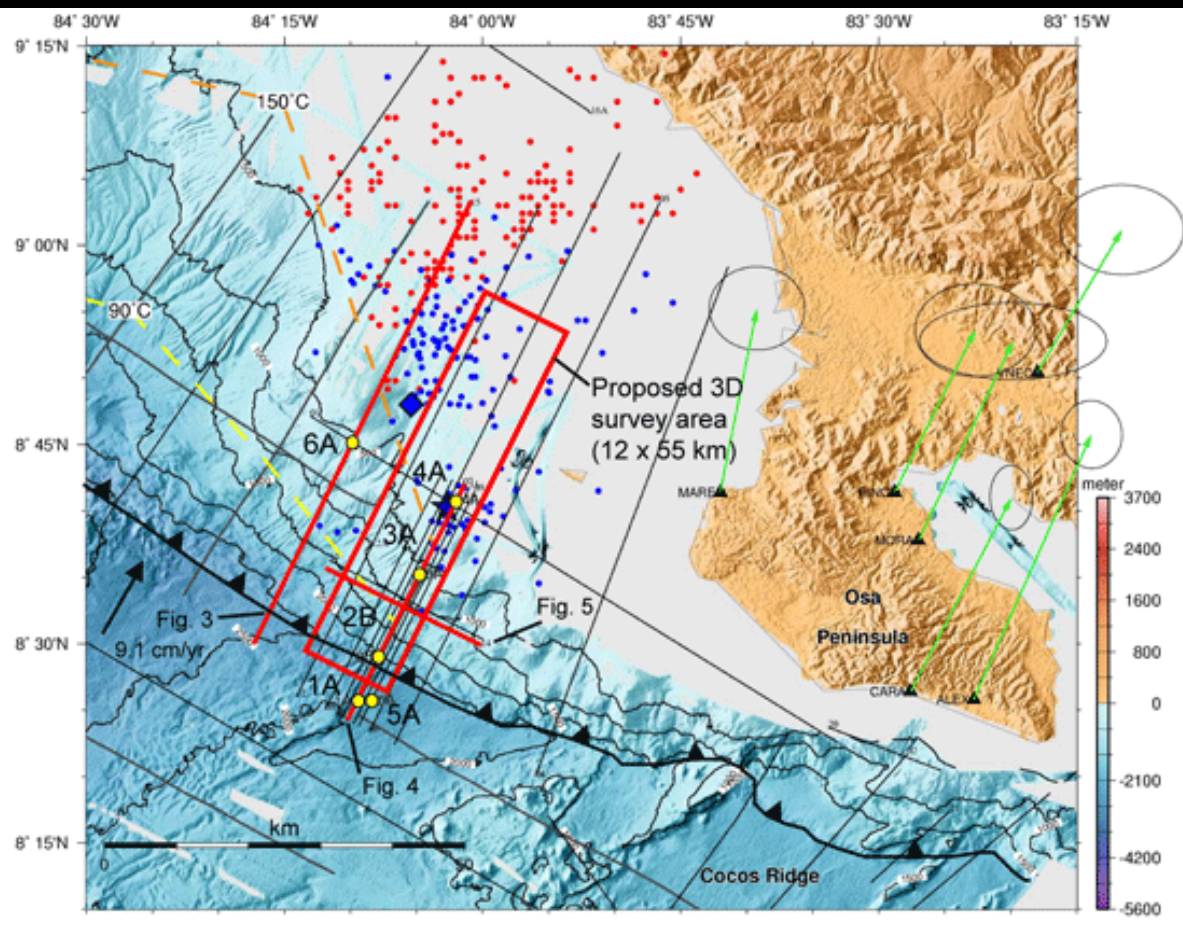 84° 30'W 84° 15'W 84° 00'W 83° 45'W 83° 30'W 83° 15'W
9° 15'N
150°C
9° 00'N
90°C
Proposed 3D
survey area
(12 x 55 km)
8° 45'N
6A
4A
3A
MARE
MORA
meter
3700
2400
1600
800
0
-2100
-4200
-5600
Osa
Peninsula
Fig. 3
2B
Fig. 5
8° 30'N
9.1 cm/yr
1A
5A
CARA
ALEX
Fig. 4
km
0
8° 15'N
Cocos Ridge